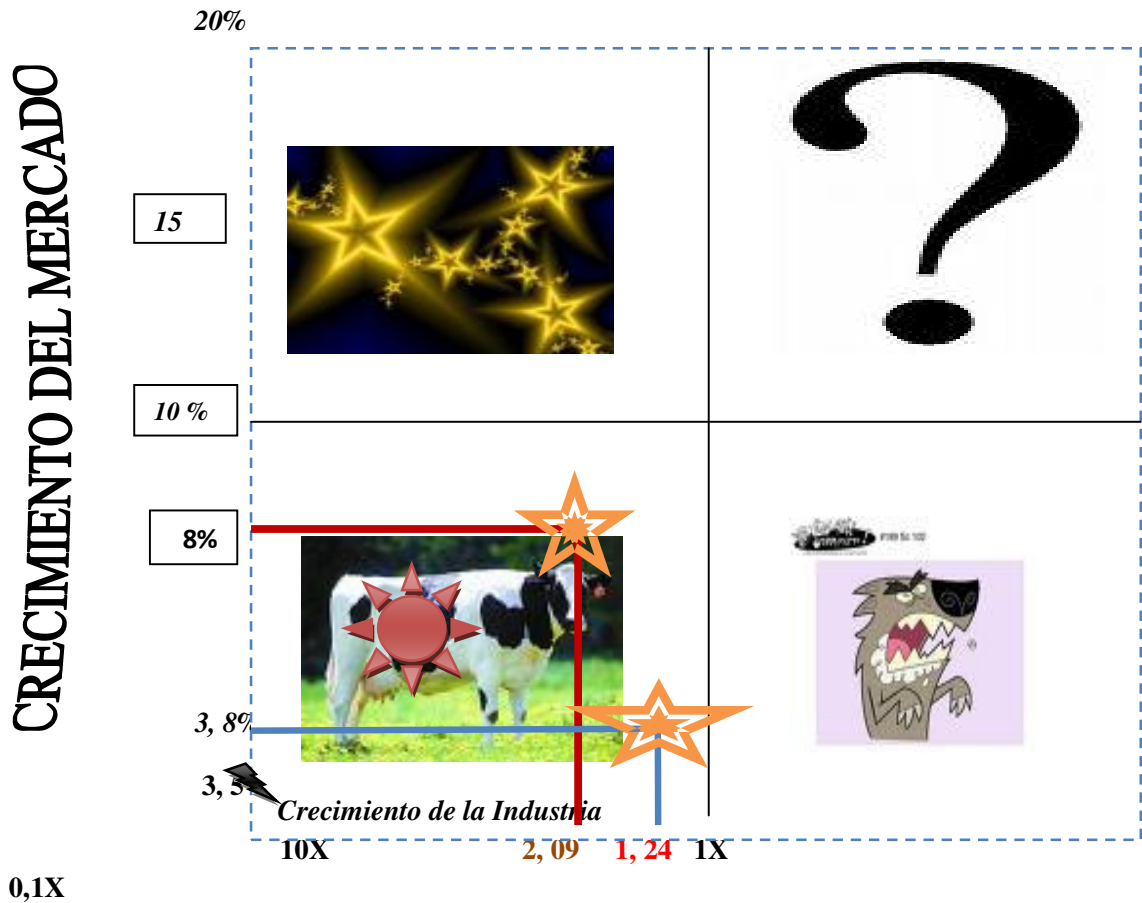 20%
CRECIMIENTO DEL MERCADO
15
10 %
8%
3, 8%
3, 5
Crecimiento de la Industria
10X
2, 09
1, 24
1X
0,1X